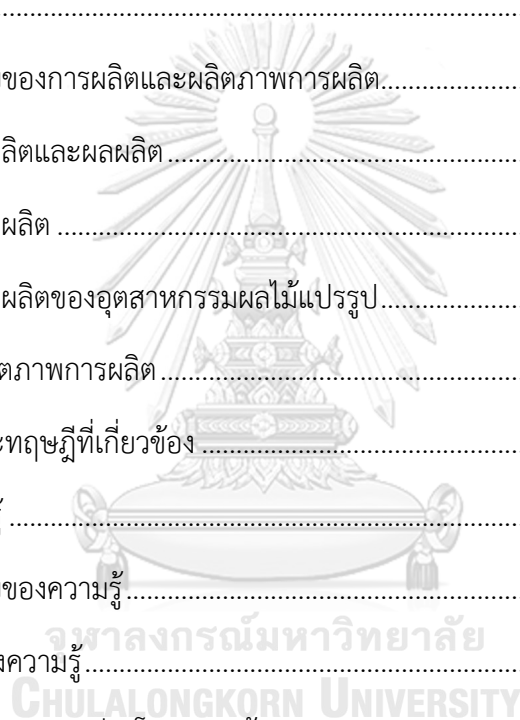 ....................................................................
ของการผลิตและผลิตภาพการผลิต........................
ลิตและผลผลิต..................................................
ผลิต ................................................................
ผลิตของอุตสาหกรรมผลไม้แปรรูป........................
ตภาพการผลิต...................................................
ะทฤษฎีที่เกี่ยวข้อง .............................................
....................................................................
ของความรู้.......................................................
จุฬาลงกรณ์มหาวิทยาลัย
งความรู้............................................................
CHULALONGKORN UNIVERSITY